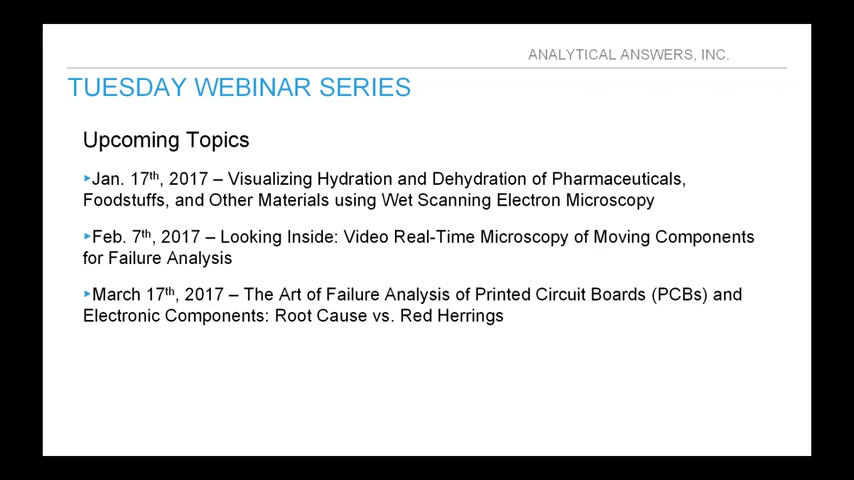 ANALYTICAL ANSWERS, INC.
TUESDAY WEBINAR SERIES
Upcoming Topics
▸Jan. 17th, 2017 – Visualizing Hydration and Dehydration of Pharmaceuticals,
Foodstuffs, and Other Materials using Wet Scanning Electron Microscopy
▸Feb. 7th, 2017 – Looking Inside: Video Real-Time Microscopy of Moving Components
for Failure Analysis
▸March 17th, 2017 – The Art of Failure Analysis of Printed Circuit Boards (PCBs) and
Electronic Components: Root Cause vs. Red Herrings